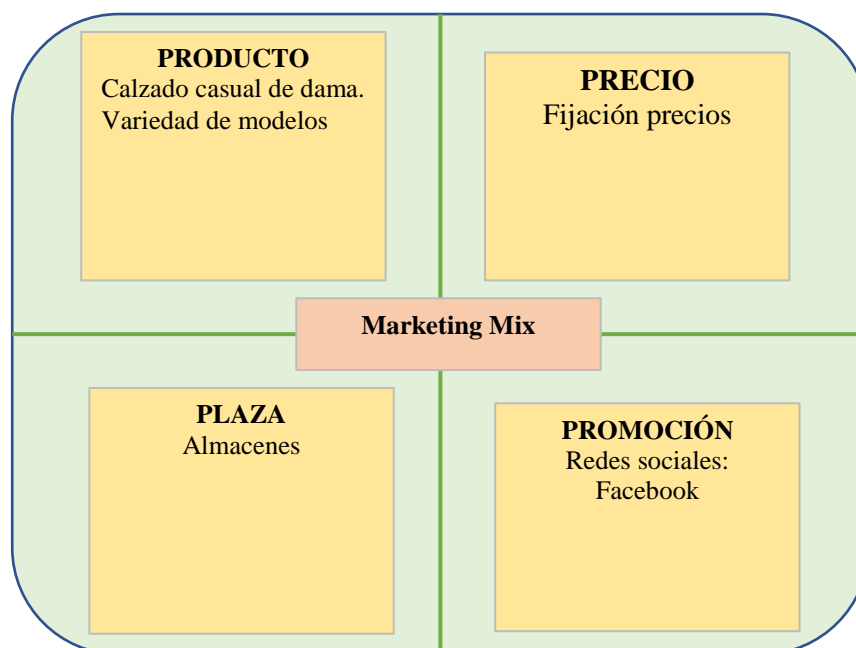 PRODUCTO
Calzado casual de dama.
Variedad de modelos
PRECIO
Fijación precios
Marketing Mix
PLAZA
Almacenes
PROMOCIÓN
Redes sociales:
Facebook